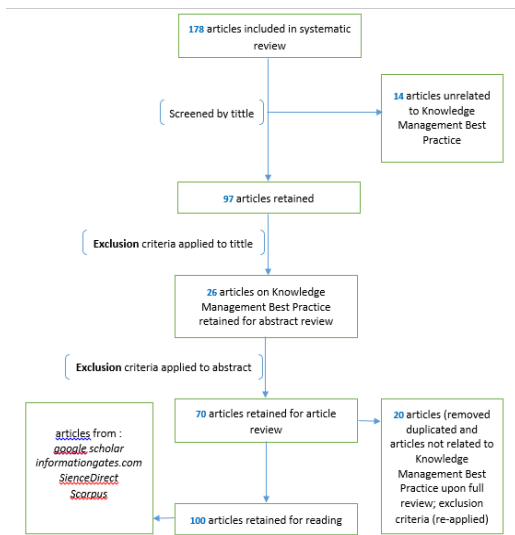 178 articles included in systematic
review
Screened by tittle
14 articles unrelated
to Knowledge
Management Best
Practice
97 articles retained
Exclusion criteria applied to tittle
26 articles on Knowledge
Management Best Practice
retained for abstract review
Exclusion criteria applied to abstract
70 articles retained for article
review
20 articles (removed
duplicated and
articles not related to
Knowledge
Management Best
Practice upon full
review; exclusion
criteria (re-applied)
articles from :
google scholar
informationgates.com
SienceDirect
Scorpus
100 articles retained for reading